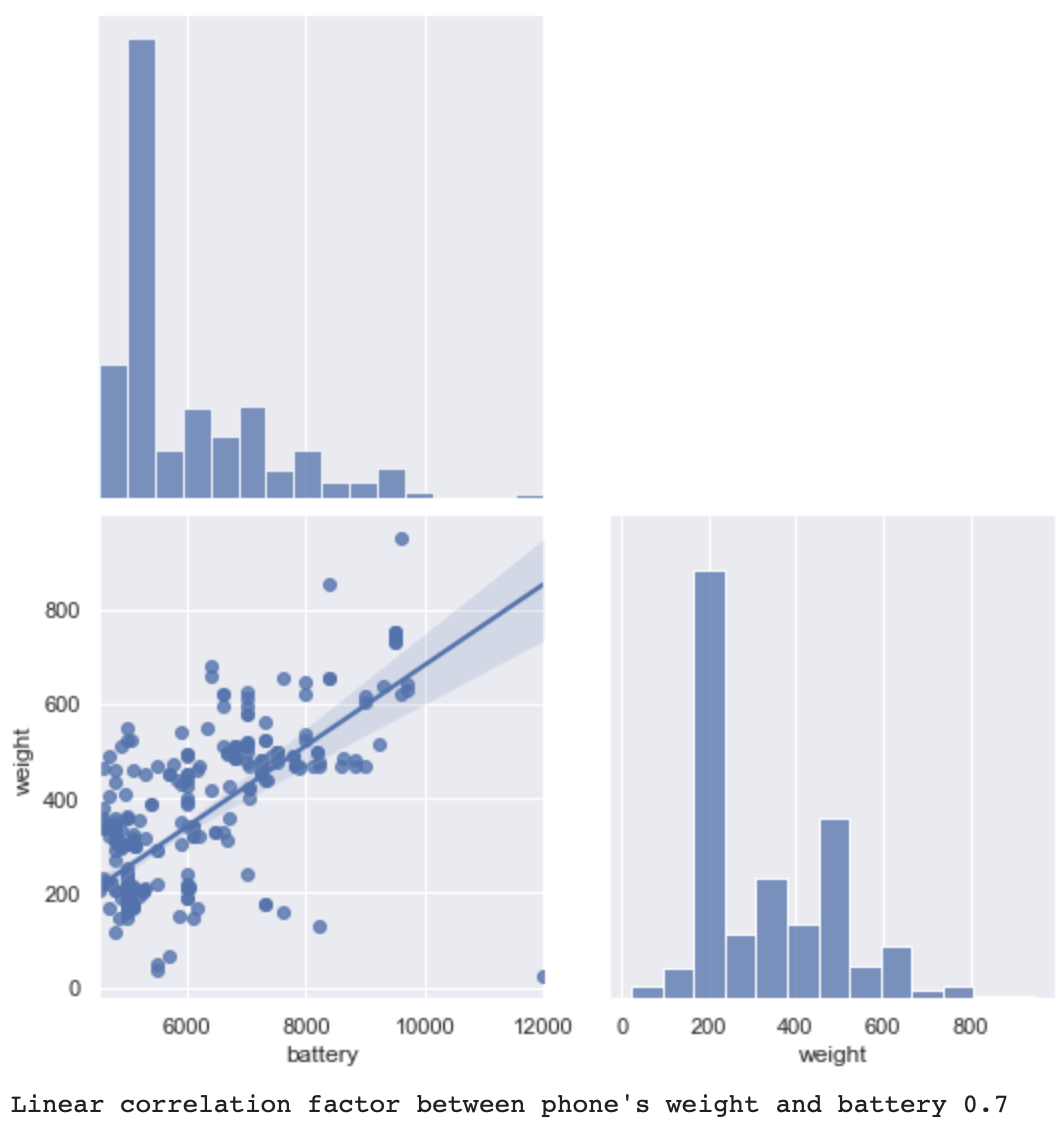 800
600
400
200
0
weight
6000 8000 10000 12000
battery
0 200 400 600 800
weight
Linear correlation factor between phone's weight and battery 0.7